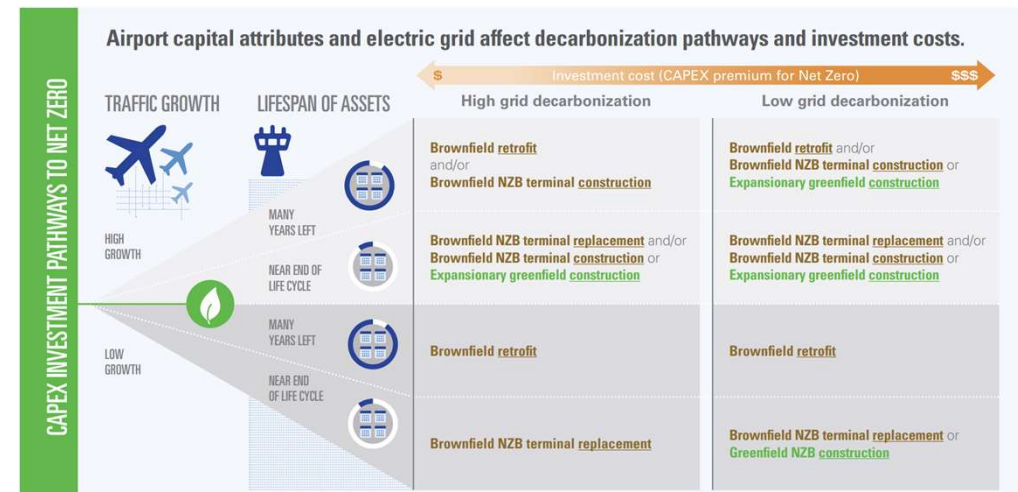 CAPEX INVESTMENT PATHWAYS TO NET ZERO
Airport capital attributes and electric grid affect decarbonization pathways and investment costs.
$ Investment cost (CAPEX premium for Net Zero) $$$
TRAFFIC GROWTH
LIFESPAN OF ASSETS
High grid decarbonization
Low grid decarbonization
HIGH
GROWTH
MANY
YEARS LEFT
Brownfield retrofit
and/or
Brownfield NZB terminal construction
Brownfield retrofit and/or
Brownfield NZB terminal construction or
Expansionary greenfield construction
NEAR END OF
LIFE CYCLE
Brownfield NZB terminal replacement and/or
Brownfield NZB terminal construction or
Expansionary greenfield construction
Brownfield NZB terminal replacement and/or
Brownfield NZB terminal construction or
Expansionary greenfield construction
LOW
GROWTH
MANY
YEARS LEFT
Brownfield retrofit
Brownfield retrofit
NEAR END
OF LIFE CYCLE
Brownfield NZB terminal replacement
Brownfield NZB terminal replacement or
Greenfield NZB construction